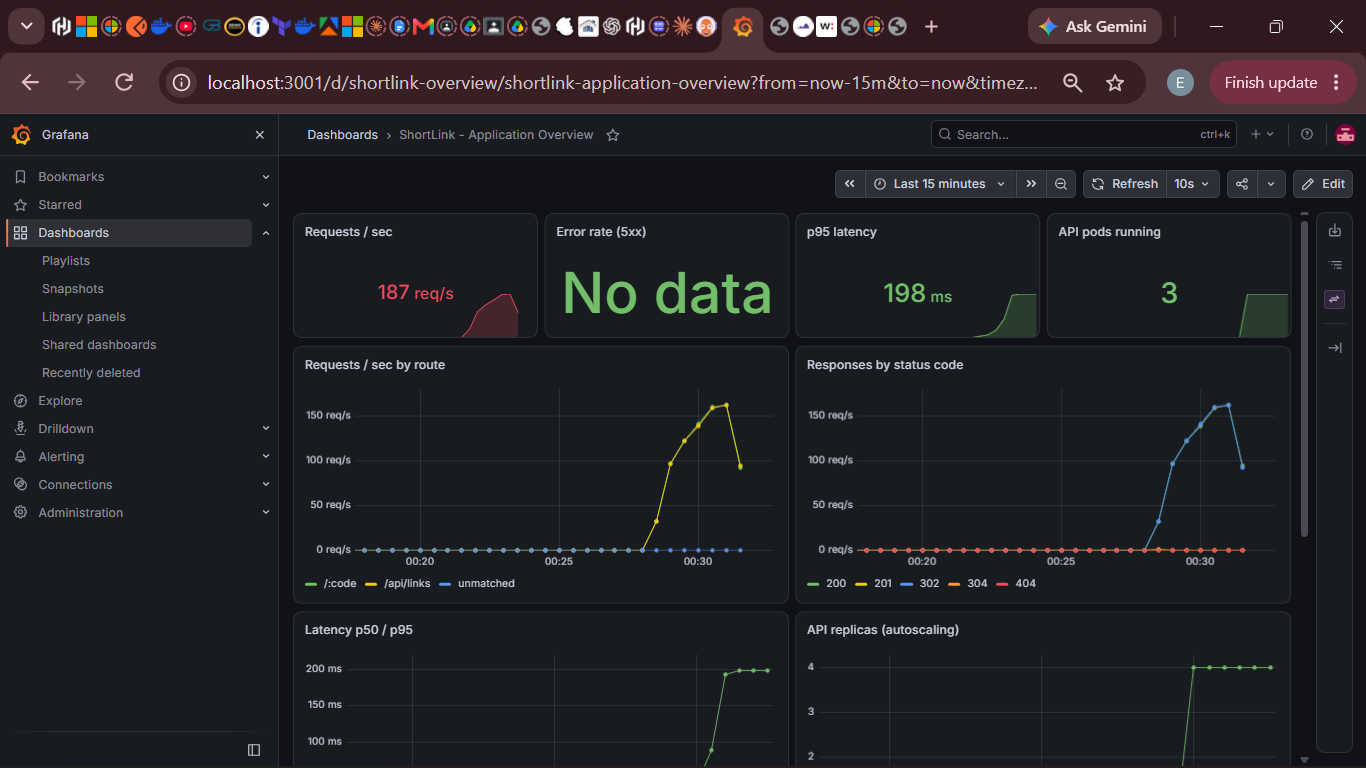 Ask Gemini
localhost:3001/d/shortlink-overview/shortlink-application-overview?from=now-15m&to=now&timez...
E
Finish update
Grafana
Dashboards › ShortLink - Application Overview
Search...
ctrl+k
Bookmarks
Starred
Dashboards
Playlists
Snapshots
Library panels
Shared dashboards
Recently deleted
Explore
Drilldown
Alerting
Connections
Administration
Last 15 minutes
Refresh
10s
Edit
Requests / sec
187 req/s
Error rate (5xx)
No data
p95 latency
198 ms
API pods running
3
Requests / sec by route
150 req/s
100 req/s
50 req/s
0 req/s
00:20 00:25 00:30
/:code /api/links unmatched
Responses by status code
150 req/s
100 req/s
50 req/s
0 req/s
00:20 00:25 00:30
200 201 302 304 404
Latency p50 / p95
200 ms
150 ms
100 ms
API replicas (autoscaling)
4
3
2